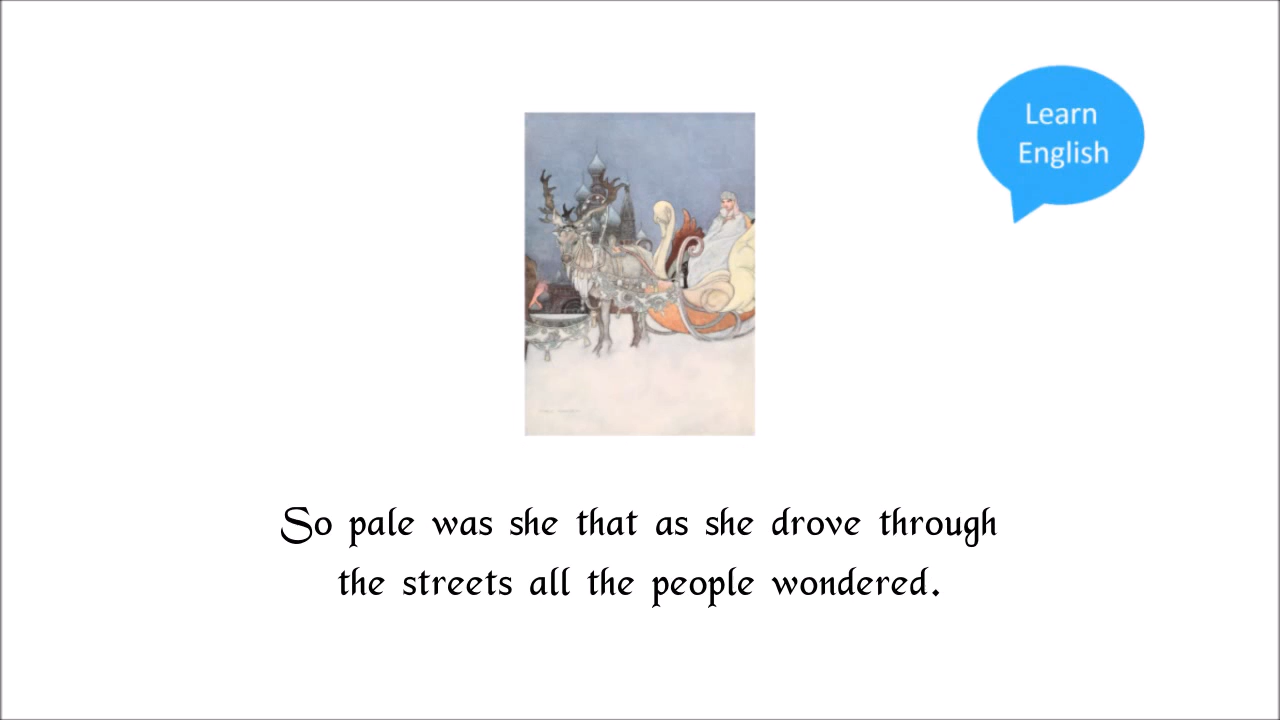 Learn
English
So pale was she that as she drove through
the streets all the people wondered.